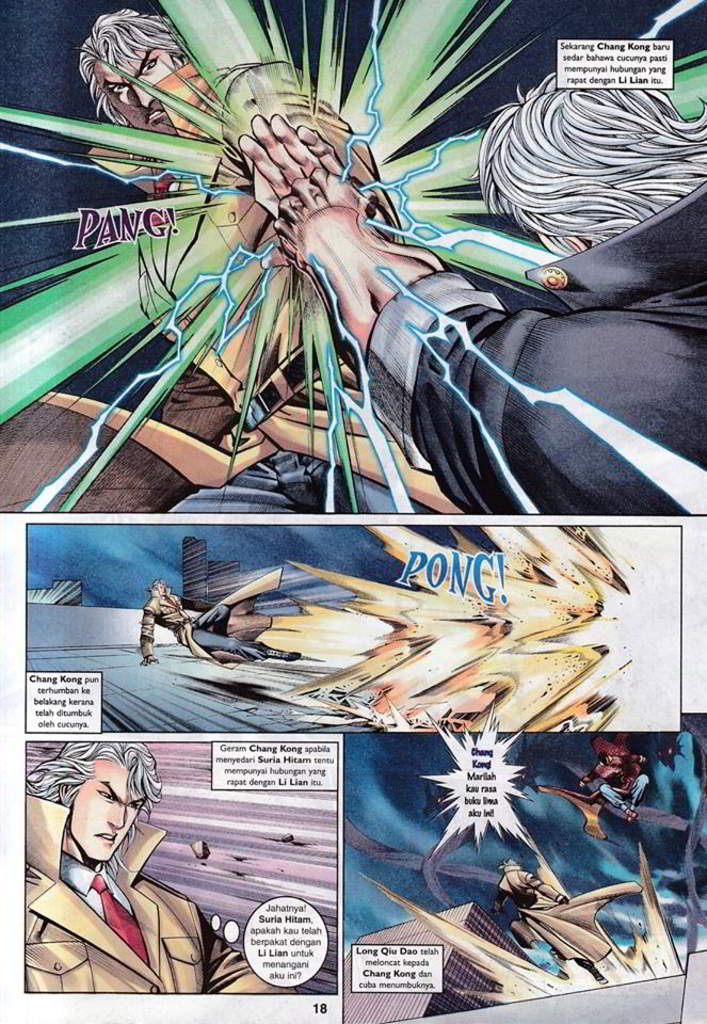 Sekarang Chang Kong baru
sedar bahawa cucunya pasti
mempunyai hubungan yang
rapat dengan Li Lian itu.
PANG!
PONG!
Chang Kong pun
terhumban ke
belakang kerana
telah ditumbuk
oleh cucunya.
Geram Chang Kong apabila
menyedari Suria Hitam tentu
mempunyai hubungan yang
rapat dengan Li Lian itu.
Jahatnya!
Suria Hitam,
apakah kau telah
berpakat dengan
Li Lian untuk
menangani
aku ini?
Chang
Kong
Marilah
kau rasa
buku lima
aku ini!
Long Qiu Dao telah
meloncat kepada
Chang Kong dan
cuba menumbuknya.
18